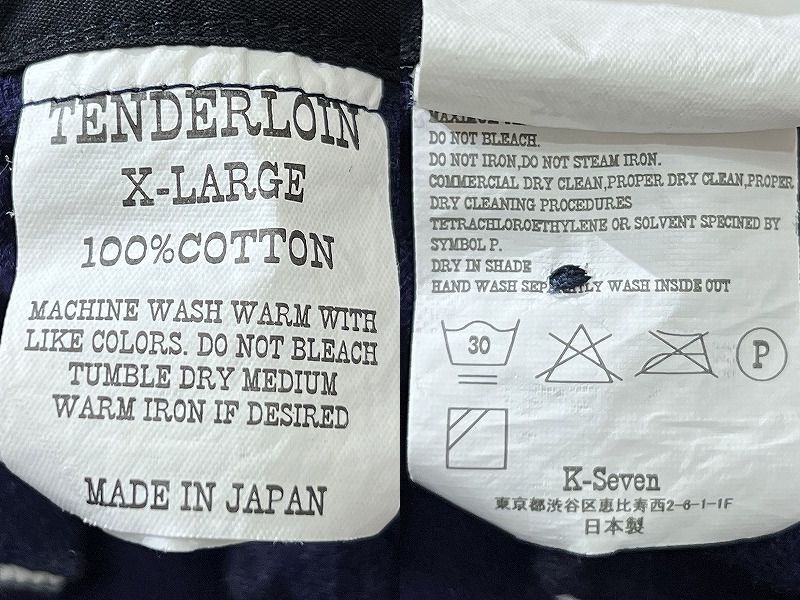 TENDERLOIN
X-LARGE
100%COTTON
MACHINE WASH WARM WITH
LIKE COLORS. DO NOT BLEACH
TUMBLE DRY MEDIUM
WARM IRON IF DESIRED
MADE IN JAPAN
DO NOT BLEACH.
DO NOT IRON,DO NOT STEAM IRON.
COMMERCIAL DRY CLEAN,PROPER DRY CLEAN,PROPER
DRY CLEANING PROCEDURES
TETRACHLOROETHYLENE OR SOLVENT SPECINED BY
SYMBOL P.
DRY IN SHADE
HAND WASH WASH INSIDE OUT
30
P
K-Seven
東京都渋谷区恵比寿西2-6-1-1F
日本製